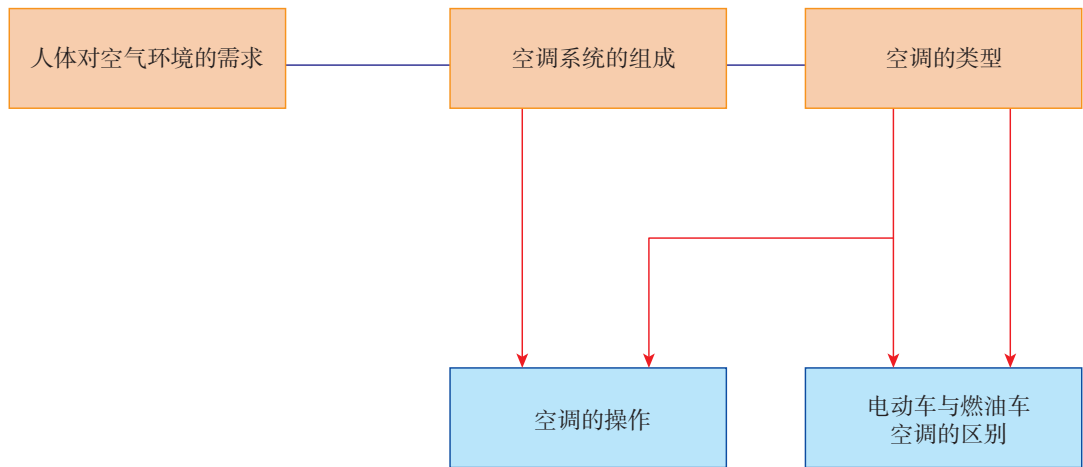 人体对空气环境的需求
空调系统的组成
空调的类型
空调的操作
电动车与燃油车
空调的区别